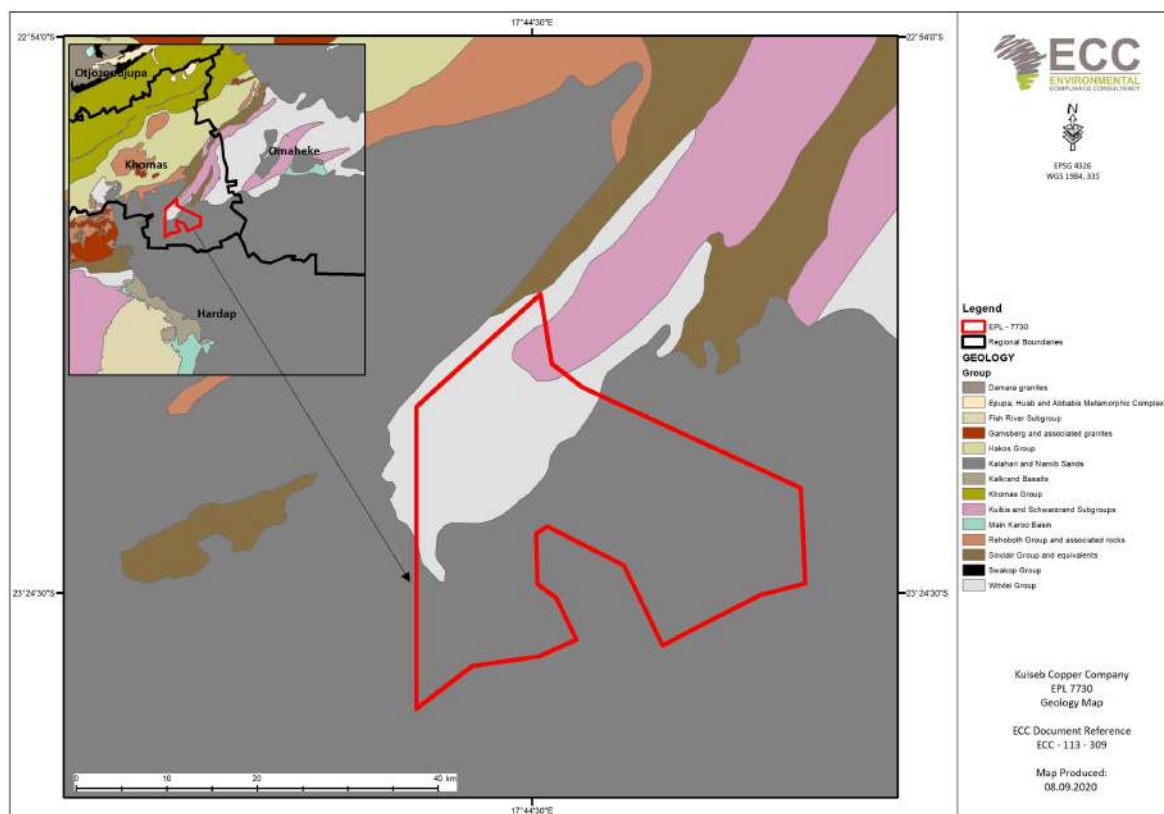 17°44'30"E
22°54'0"S
22°54'0"S
Otjozondjupa
Khomas
Omaheke
Hardap
23°24'30"S
23°24'30"S
0 10 20 40 km
17°44'30"E
ECC
ENVIRONMENTAL
COMPLIANCE CONSULTANCY
N
EPSG 4326
WGS 1984, 335
Legend
EPL - 7730
Regional Boundaries
GEOLOGY
Group
Damara granites
Epupa, Huab and Abbabis Metamorphic Complex
Fish River Subgroup
Gamsberg and associated granites
Hakos Group
Kalahari and Namib Sands
Kalkrand Basalts
Khomas Group
Kuibis and Schwarzrand Subgroups
Main Karoo Basin
Rehoboth Group and associated rocks
Sinclair Group and equivalents
Swakop Group
Witvlei Group
Kuiseb Copper Company
EPL 7730
Geology Map
ECC Document Reference
ECC - 113 - 309
Map Produced:
08.09.2020